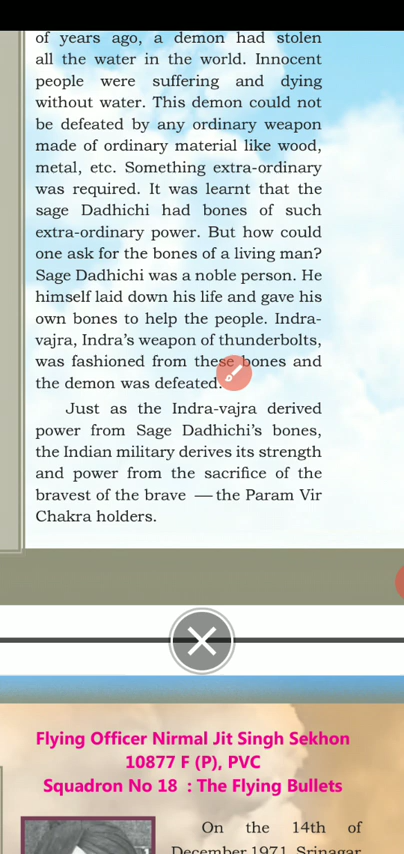 of years ago, a demon had stolen
all the water in the world. Innocent
people were suffering and dying
without water. This demon could not
be defeated by any ordinary weapon
made of ordinary material like wood,
metal, etc. Something extra-ordinary
was required. It was learnt that the
sage Dadhichi had bones of such
extra-ordinary power. But how could
one ask for the bones of a living man?
Sage Dadhichi was a noble person. He
himself laid down his life and gave his
own bones to help the people. Indra-
vajra, Indra's weapon of thunderbolts,
was fashioned from these bones and
the demon was defeated.
Just as the Indra-vajra derived
power from Sage Dadhichi's bones,
the Indian military derives its strength
and power from the sacrifice of the
bravest of the brave — the Param Vir
Chakra holders.
Flying Officer Nirmal Jit Singh Sekhon
10877 F (P), PVC
Squadron No 18 : The Flying Bullets
On the 14th of
December 1971, Srinagar